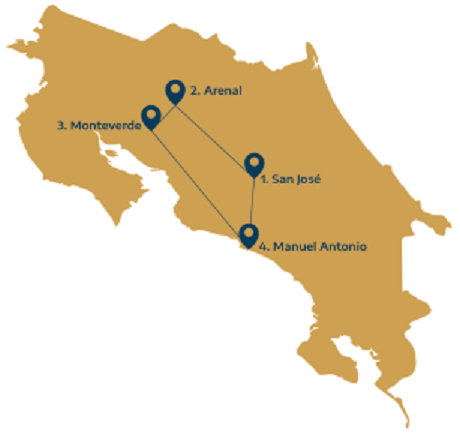 2. Arenal
3. Monteverde
1. San José
4. Manuel Antonio